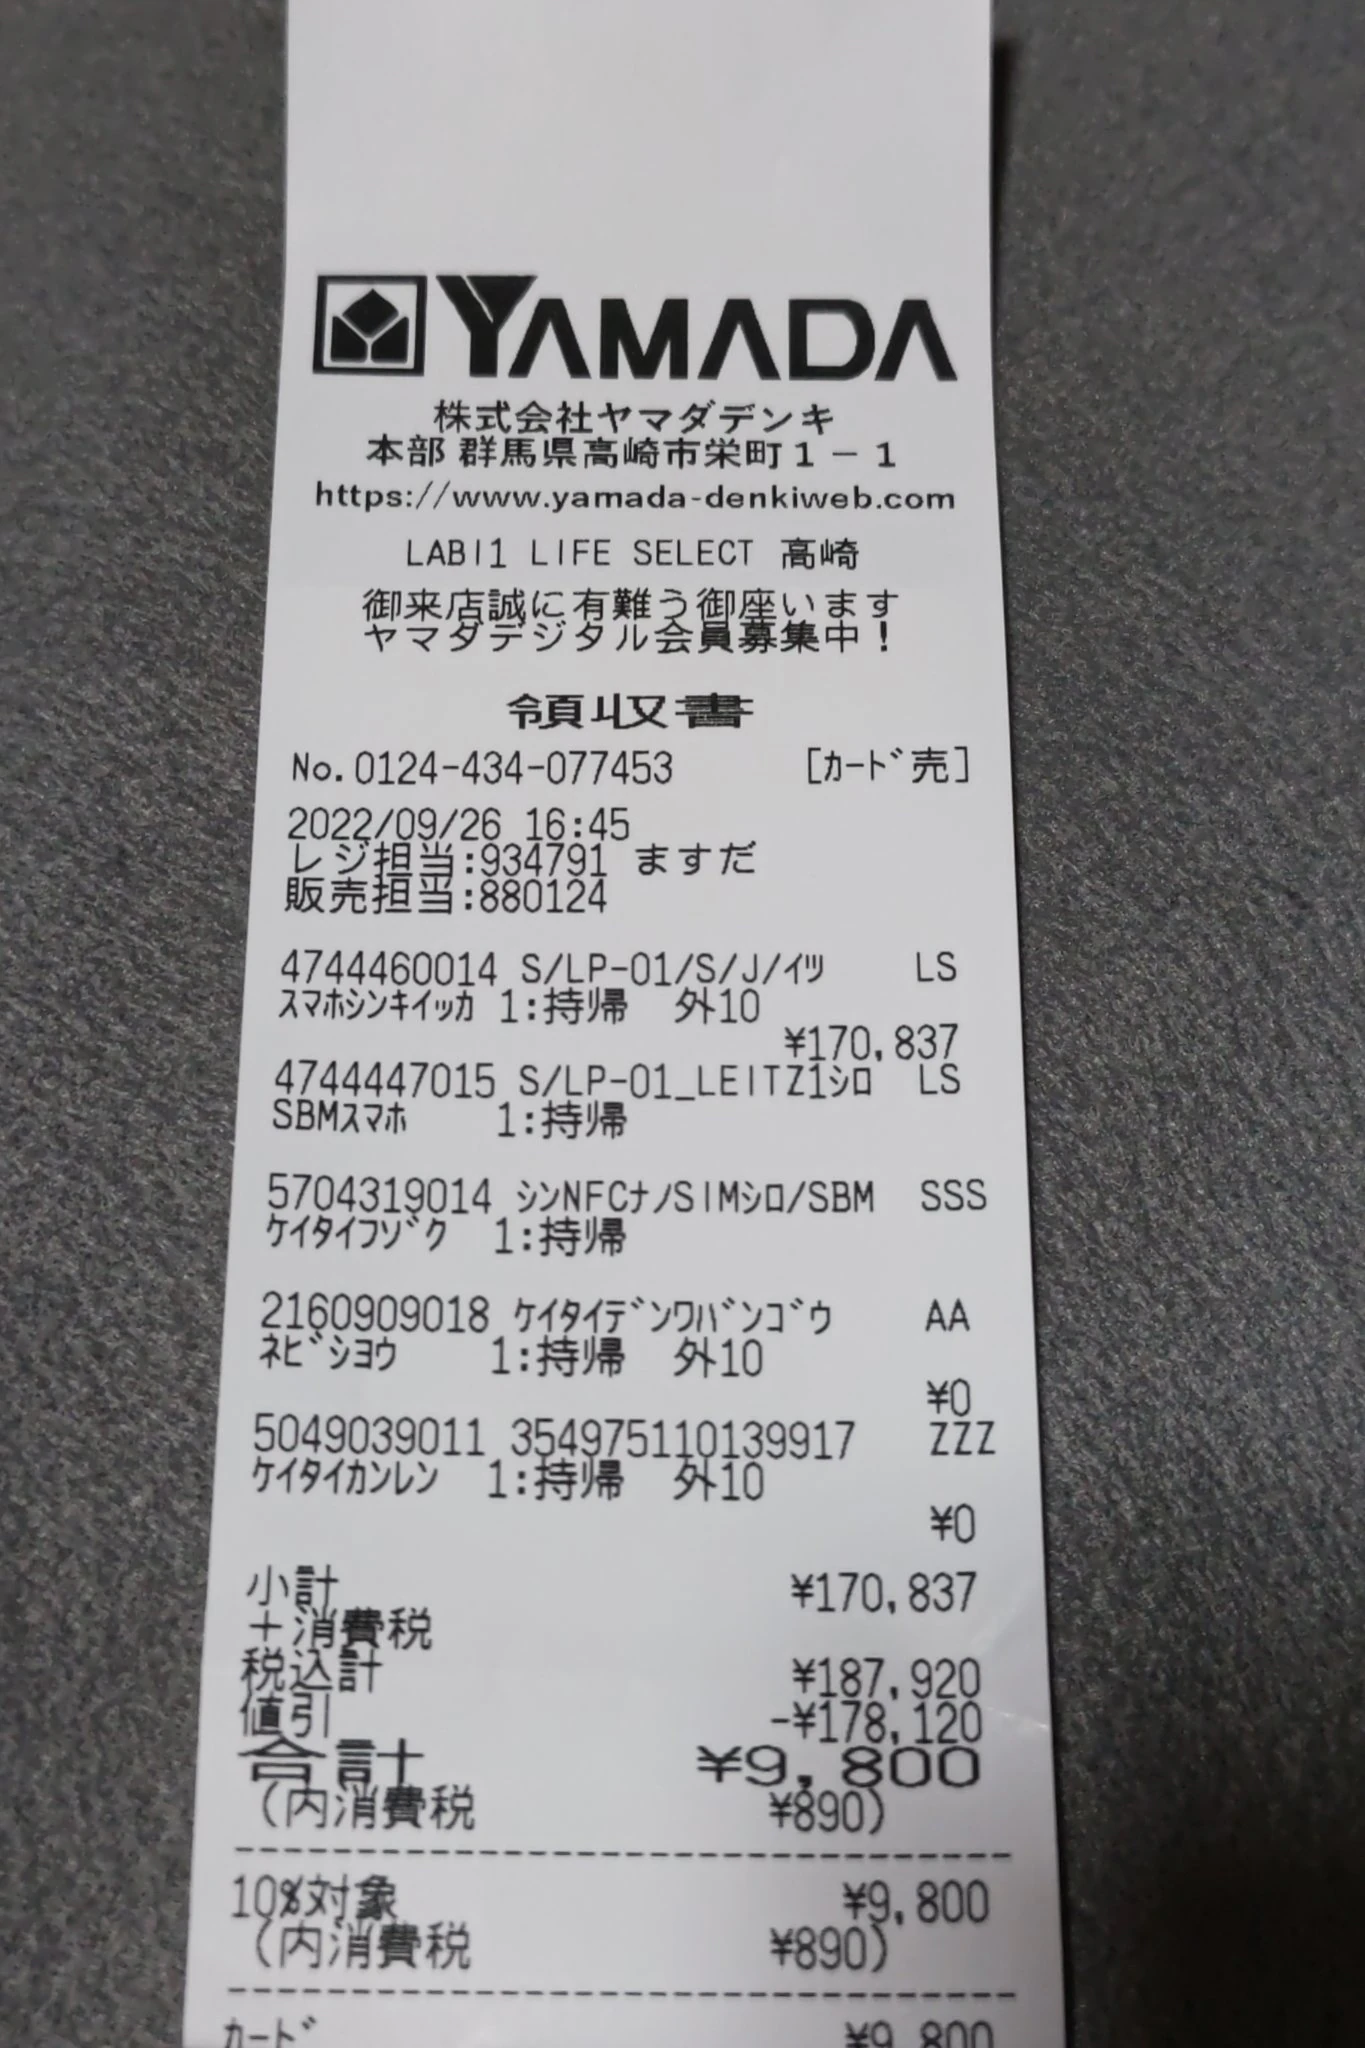 YAMADA
株式会社ヤマダデンキ
本部 群馬県高崎市栄町1-1
https://www.yamada-denkiweb.com
LABI1 LIFE SELECT 高崎
御来店誠に有難う御座います
ヤマダデジタル会員募集中!
領収書
No.0124-434-077453 [カード売]
2022/09/26 16:45
レジ担当:934791 ますだ
販売担当:880124
4744460014 S/LP-01/S/J/イツ LS
スマホシンキイッカ 1:持帰 外10
¥170,837
4744447015 S/LP-01_LEITZ1シロ LS
SBMスマホ 1:持帰
5704319014 シンNFCナノSIMシロ/SBM SSS
ケイタイフゾク 1:持帰
2160909018 ケイタイデンワバンゴウ AA
ネビシヨウ 1:持帰 外10
¥0
5049039011 354975110139917 ZZZ
ケイタイカンレン 1:持帰 外10
¥0
小計 ¥170,837
+消費税
税込計 ¥187,920
値引 -¥178,120
合計 ¥9,800
(内消費税 ¥890)
10%対象 ¥9,800
(内消費税 ¥890)
カード ¥9,800